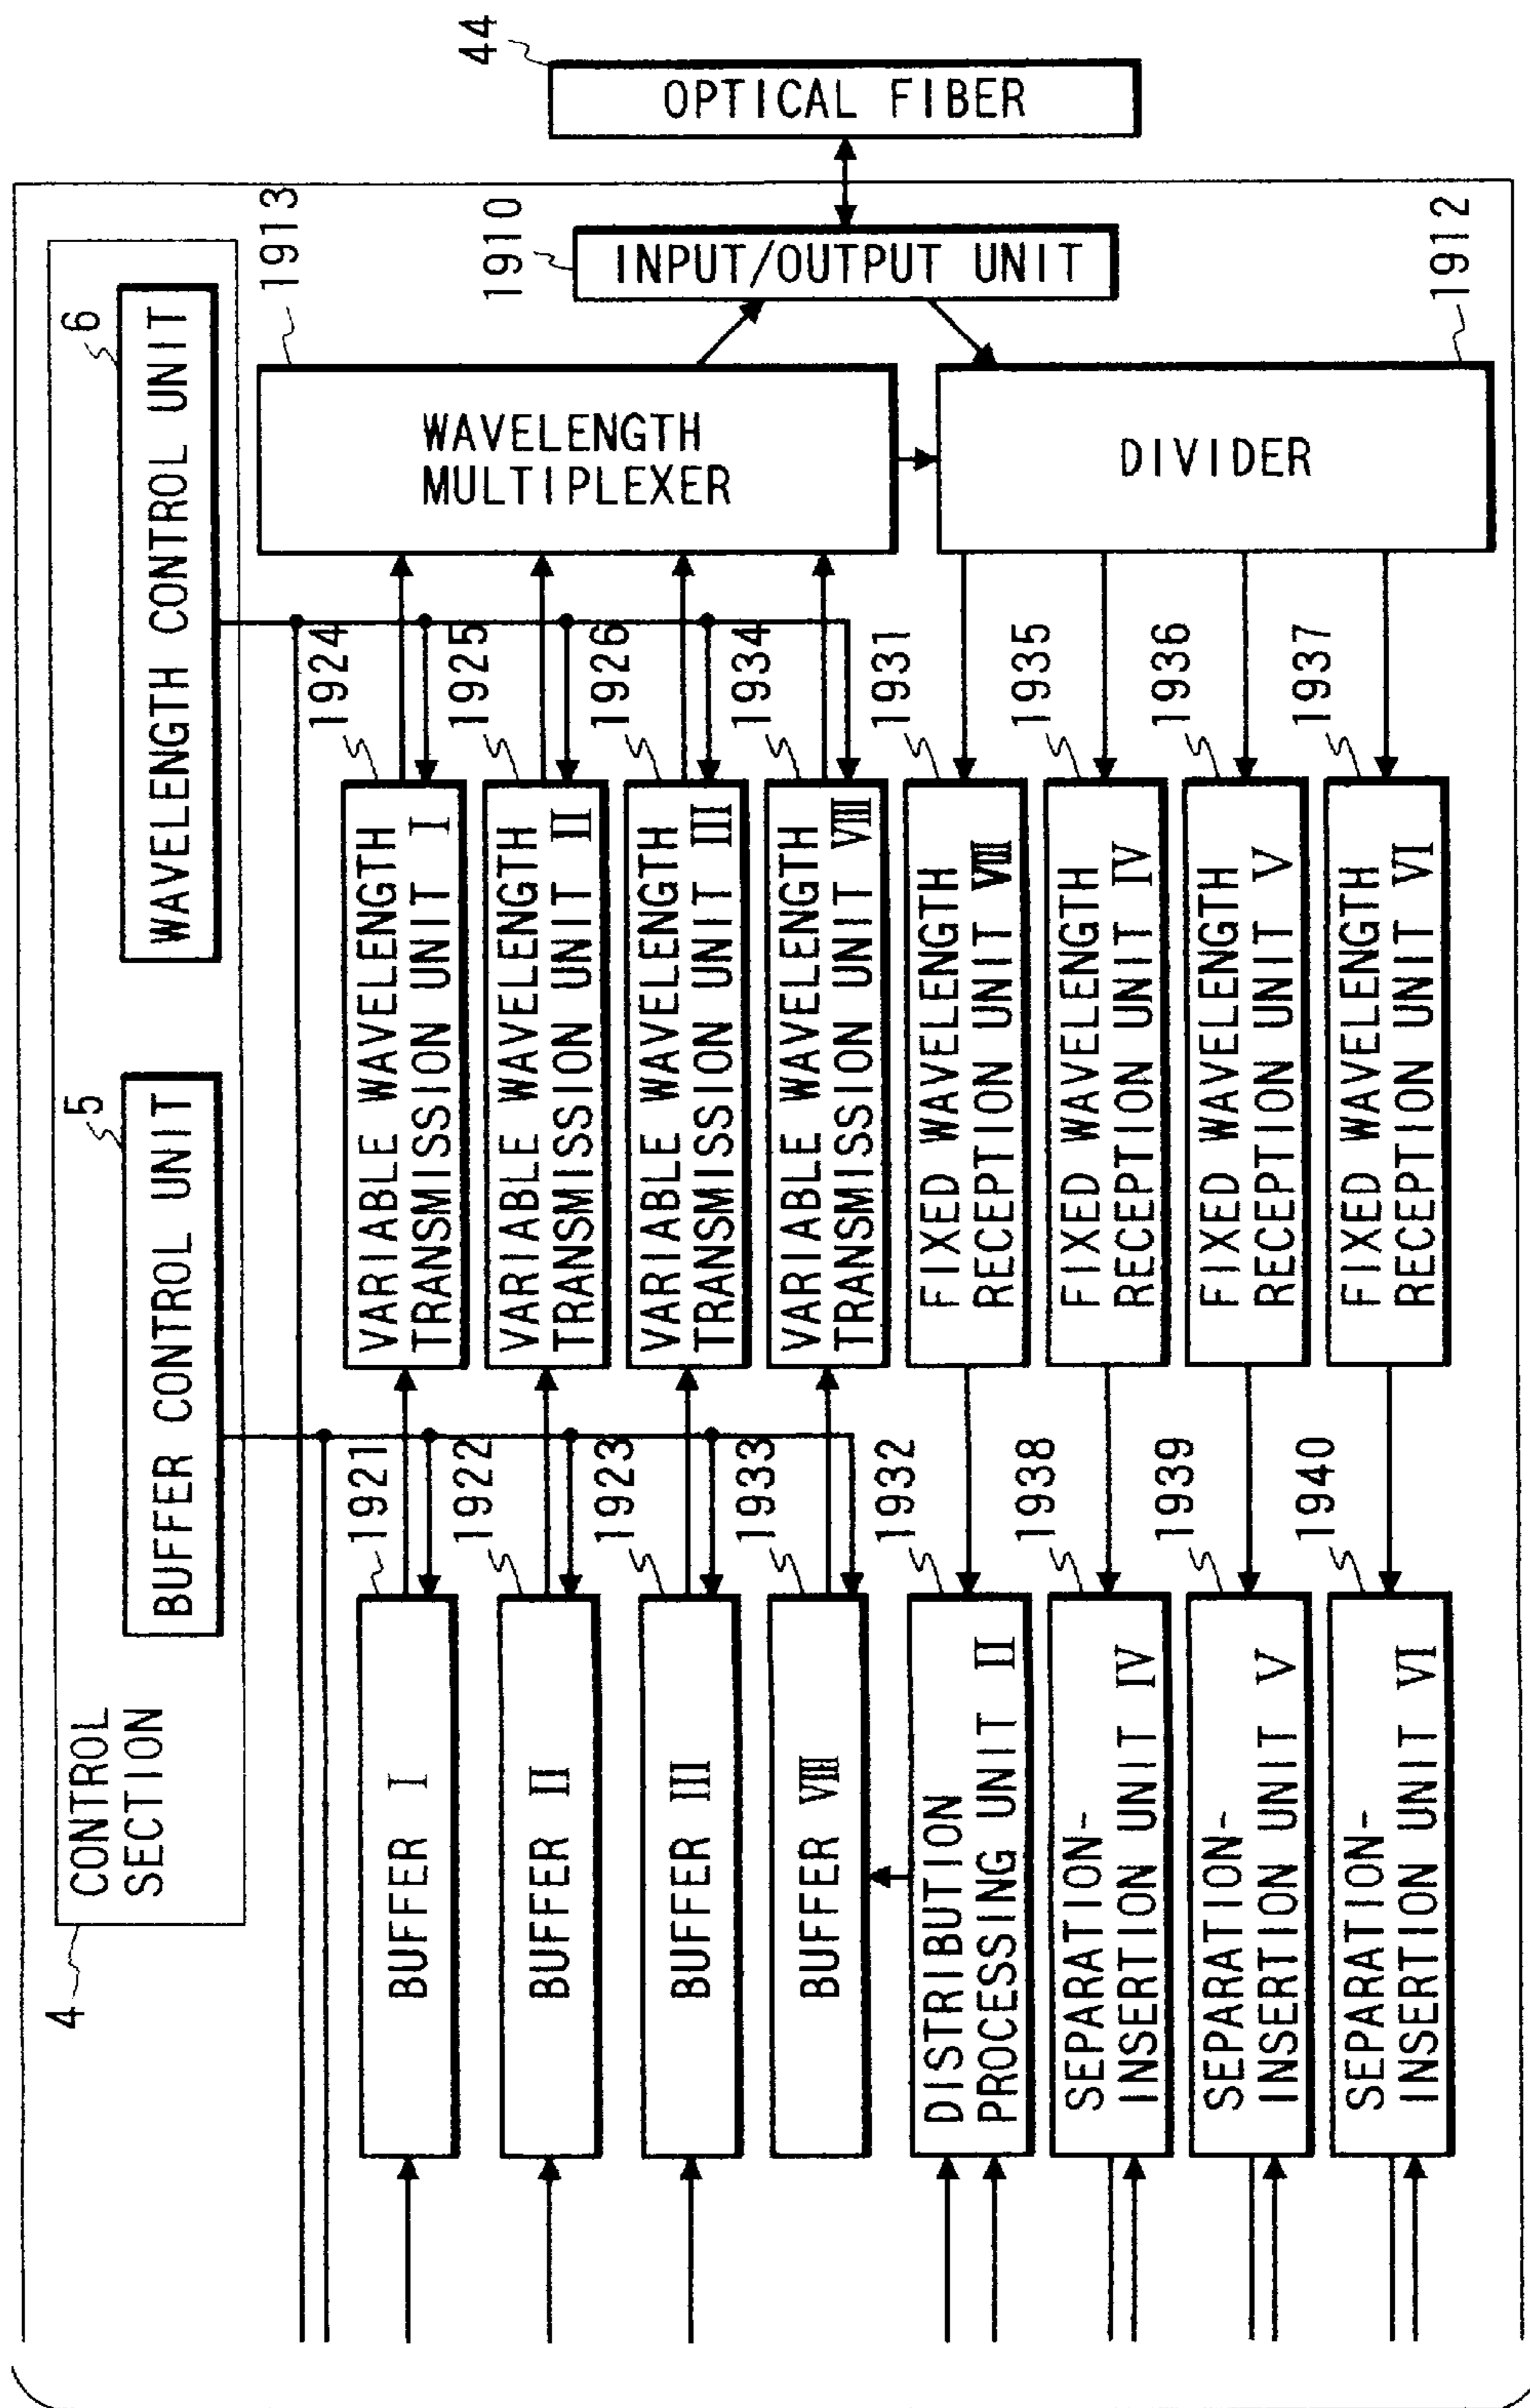 44
OPTICAL FIBER
1910
INPUT/OUTPUT UNIT
1913
WAVELENGTH
MULTIPLEXER
1912
DIVIDER
4
CONTROL
SECTION
5
BUFFER CONTROL UNIT
6
WAVELENGTH CONTROL UNIT
1924
VARIABLE WAVELENGTH
TRANSMISSION UNIT I
1925
VARIABLE WAVELENGTH
TRANSMISSION UNIT II
1926
VARIABLE WAVELENGTH
TRANSMISSION UNIT III
1934
VARIABLE WAVELENGTH
TRANSMISSION UNIT VIII
1931
FIXED WAVELENGTH
RECEPTION UNIT VIII
1935
FIXED WAVELENGTH
RECEPTION UNIT IV
1936
FIXED WAVELENGTH
RECEPTION UNIT V
1937
FIXED WAVELENGTH
RECEPTION UNIT VI
1921
BUFFER I
1922
BUFFER II
1923
BUFFER III
1933
BUFFER VIII
1932
DISTRIBUTION
PROCESSING UNIT II
1938
SEPARATION-
INSERTION UNIT IV
1939
SEPARATION-
INSERTION UNIT V
1940
SEPARATION-
INSERTION UNIT VI